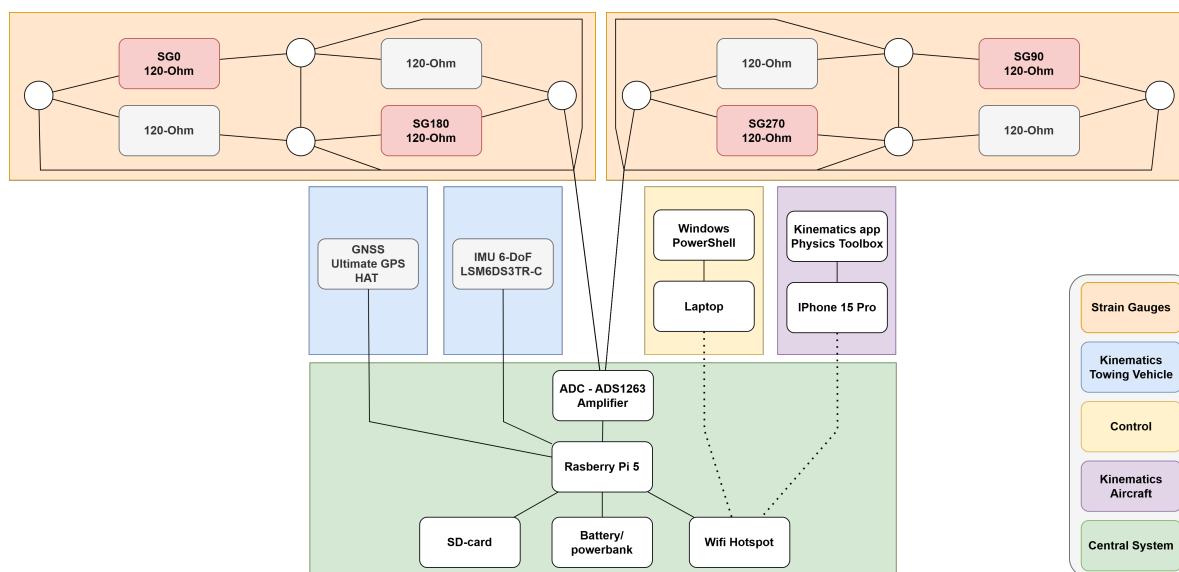 SG0
120-Ohm
120-Ohm
120-Ohm
SG180
120-Ohm
120-Ohm
SG90
120-Ohm
SG270
120-Ohm
120-Ohm
GNSS
Ultimate GPS
HAT
IMU 6-DoF
LSM6DS3TR-C
Windows
PowerShell
Laptop
Kinematics app
Physics Toolbox
IPhone 15 Pro
ADC - ADS1263
Amplifier
Rasberry Pi 5
SD-card
Battery/
powerbank
Wifi Hotspot
Strain Gauges
Kinematics
Towing Vehicle
Control
Kinematics
Aircraft
Central System